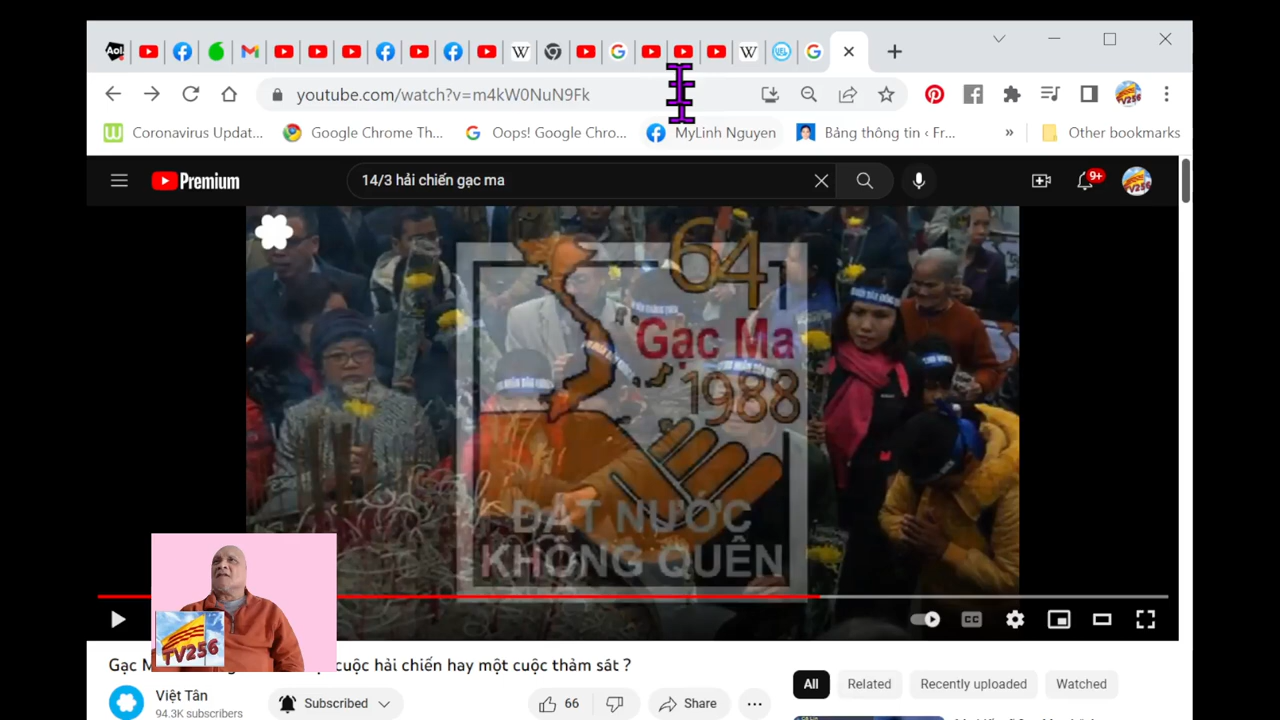 Aol.
youtube.com/watch?v=m4kW0NuN9Fk
Coronavirus Updat...
Google Chrome Th...
Oops! Google Chro...
MyLinh Nguyen
Bảng thông tin ‹ Fr...
»
Other bookmarks
Premium
14/3 hải chiến gạc ma
9+
64
Gạc Ma
1988
ĐẤT NƯỚC
KHÔNG QUÊN
TV256
CC
Gạc M
cuộc hải chiến hay một cuộc thảm sát ?
Việt Tân
94.3K subscribers
Subscribed
66
Share
All
Related
Recently uploaded
Watched